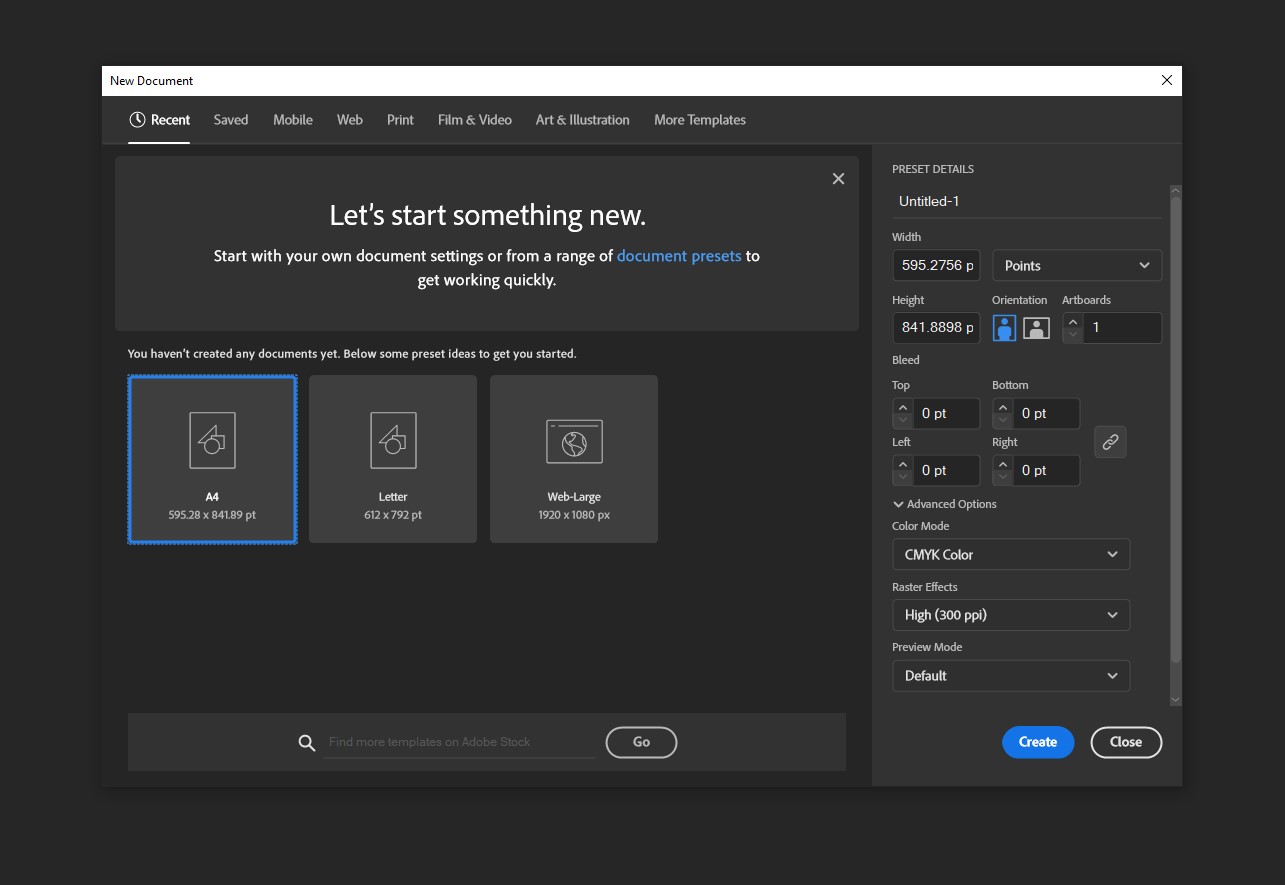 New Document
Recent
Saved
Mobile
Web
Print
Film & Video
Art & Illustration
More Templates
Let's start something new.
Start with your own document settings or from a range of document presets to
get working quickly.
You haven't created any documents yet. Below some preset ideas to get you started.
A4
595.28 x 841.89 pt
Letter
612 x 792 pt
Web-Large
1920 x 1080 px
Find more templates on Adobe Stock
Go
PRESET DETAILS
Untitled-1
Width
595.2756 p
Points
Height
Orientation
Artboards
841.8898 p
1
Bleed
Top
Bottom
0 pt
0 pt
Left
Right
0 pt
0 pt
Advanced Options
Color Mode
CMYK Color
Raster Effects
High (300 ppi)
Preview Mode
Default
Create
Close